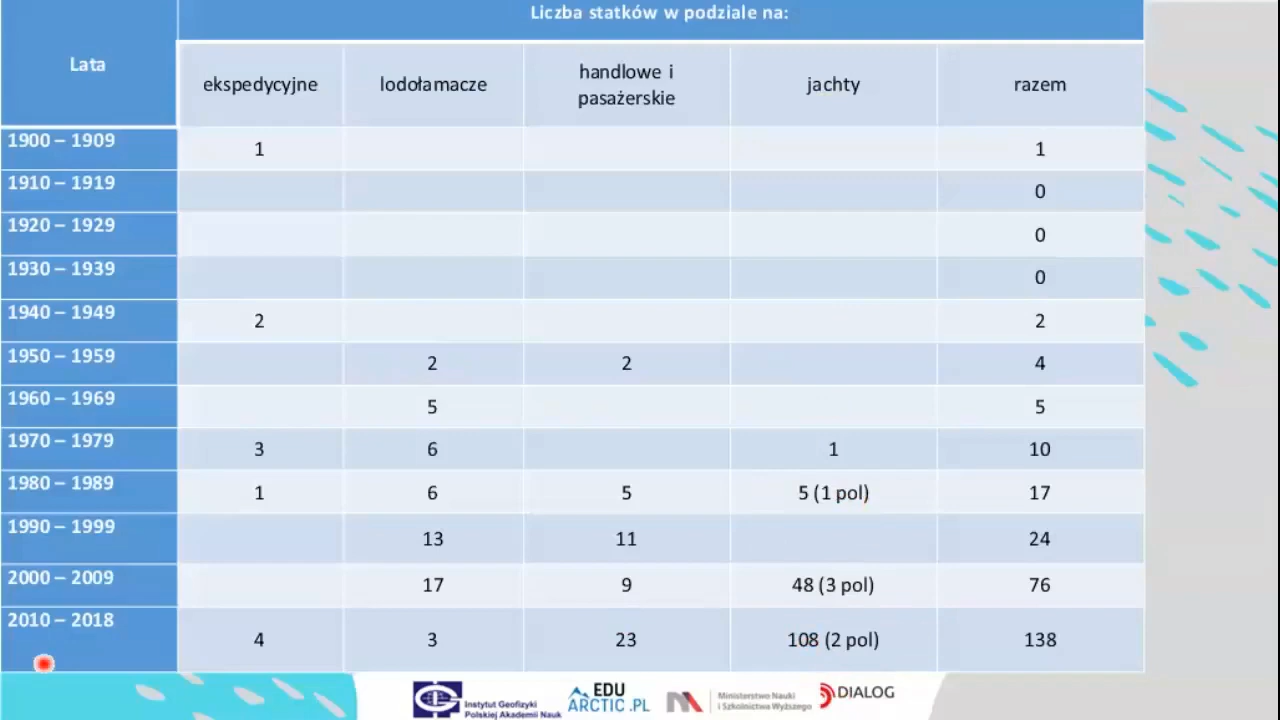 Liczba statków w podziale na:
Lata
ekspedycyjne lodołamacze handlowe i pasażerskie jachty razem
1900 – 1909 1 1
1910 – 1919 0
1920 – 1929 0
1930 – 1939 0
1940 – 1949 2 2
1950 – 1959 2 2 4
1960 – 1969 5 5
1970 – 1979 3 6 1 10
1980 – 1989 1 6 5 5 (1 pol) 17
1990 – 1999 13 11 24
2000 – 2009 17 9 48 (3 pol) 76
2010 – 2018 4 3 23 108 (2 pol) 138
Instytut Geofizyki
Polskiej Akademii Nauk
EDU
ARCTIC.PL
Ministerstwo Nauki
i Szkolnictwa Wyższego
DIALOG